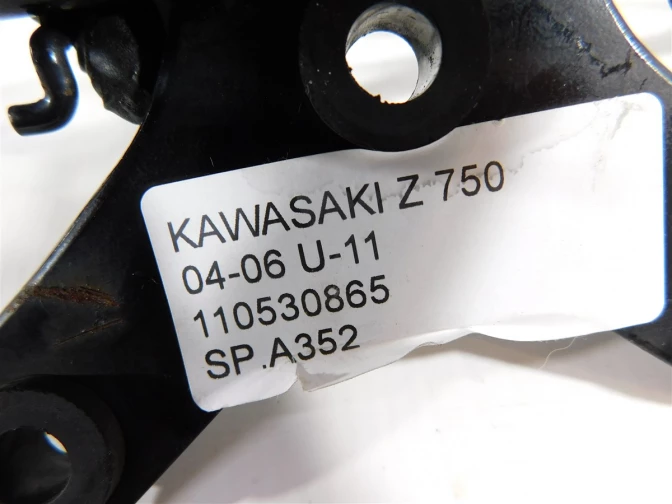 KAWASAKI Z 750
04-06 U-11
110530865
SP.A352